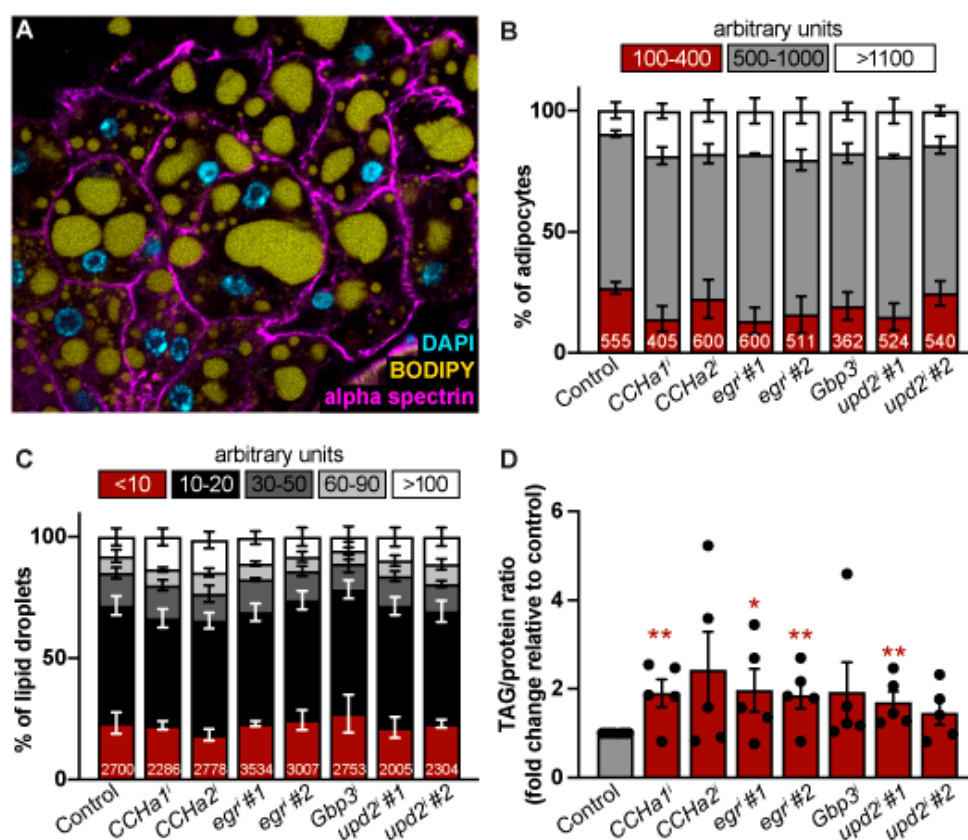 A
DAPI
BODIPY
alpha spectrin
B
arbitrary units
100-400 500-1000 >1100
% of adipocytes
100
50
0
555 405 600 600 511 362 524 540
Control CCHa1ⁱ CCHa2ⁱ egrⁱ #1 egrⁱ #2 Gbp3ⁱ upd2ⁱ #1 upd2ⁱ #2
C
arbitrary units
<10 10-20 30-50 60-90 >100
% of lipid droplets
100
50
0
2700 2286 2778 3534 3007 2753 2005 2304
Control CCHa1ⁱ CCHa2ⁱ egrⁱ #1 egrⁱ #2 Gbp3ⁱ upd2ⁱ #1 upd2ⁱ #2
D
TAG/protein ratio
(fold change relative to control)
6
4
2
0
** * ** **
Control CCHa1ⁱ CCHa2ⁱ egrⁱ #1 egrⁱ #2 Gbp3ⁱ upd2ⁱ #1 upd2ⁱ #2